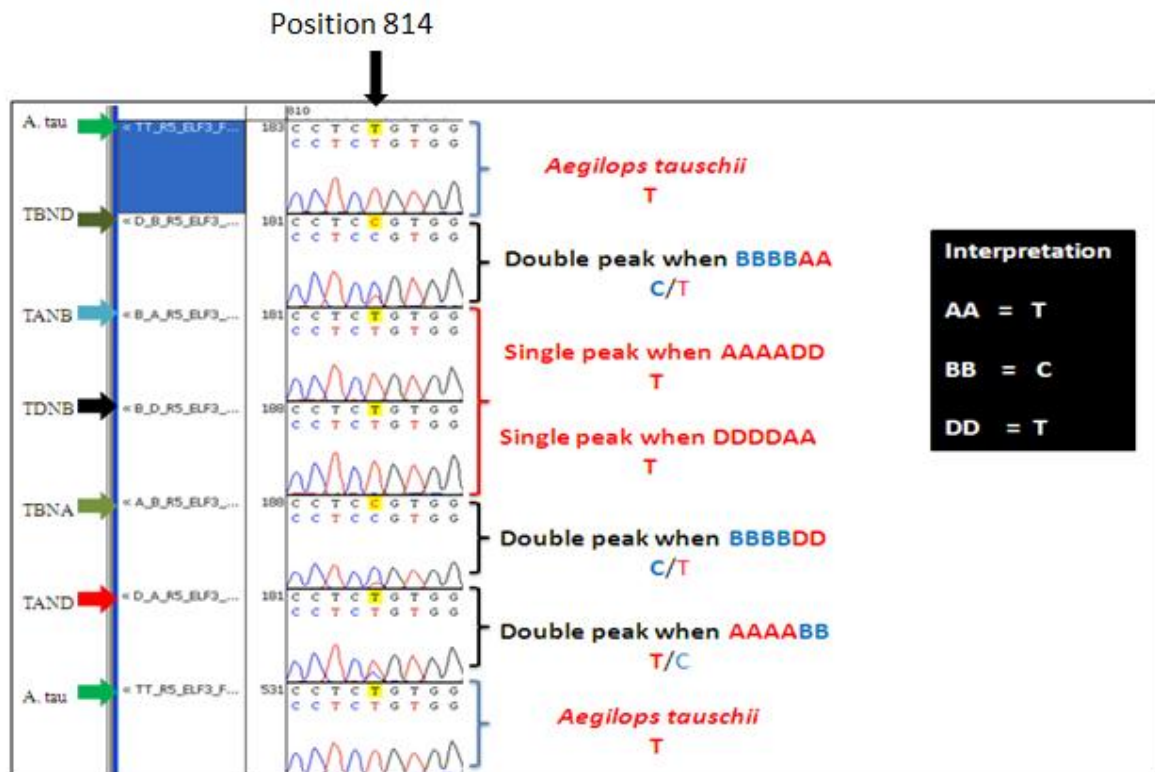 Position 814
810
A. tau
« TT_R5_ELF3_F...
183 C C T C T G T G G
C C T C T G T G G
Aegilops tauschii
T
TBND
« D_B_R5_ELF3_...
181 C C T C C G T G G
C C T C C G T G G
Double peak when BBBBAA
C/T
TANB
« B_A_R5_ELF3_...
181 C C T C T G T G G
C C T C T G T G G
Single peak when AAAADD
T
TDNB
« B_D_R5_ELF3_...
188 C C T C T G T G G
C C T C T G T G G
Single peak when DDDDAA
T
TBNA
« A_B_R5_ELF3_...
188 C C T C C G T G G
C C T C C G T G G
Double peak when BBBBDD
C/T
TAND
« D_A_R5_ELF3_...
181 C C T C T G T G G
C C T C T G T G G
Double peak when AAAABB
T/C
A. tau
« TT_R5_ELF3_F...
531 C C T C T G T G G
C C T C T G T G G
Aegilops tauschii
T
Interpretation
AA = T
BB = C
DD = T